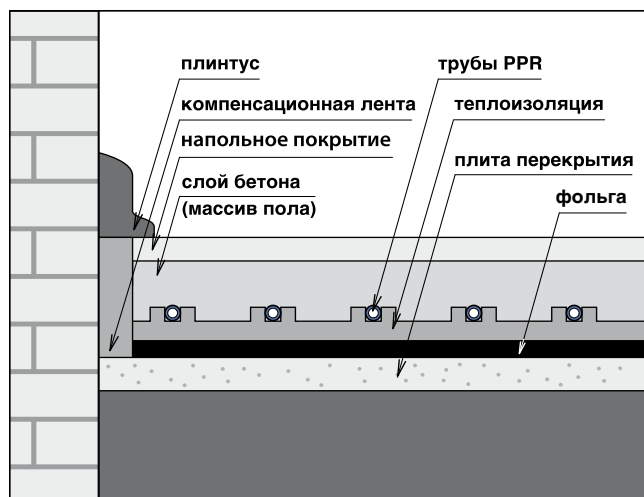 плинтус
компенсационная лента
напольное покрытие
слой бетона
(массив пола)
трубы PPR
теплоизоляция
плита перекрытия
фольга